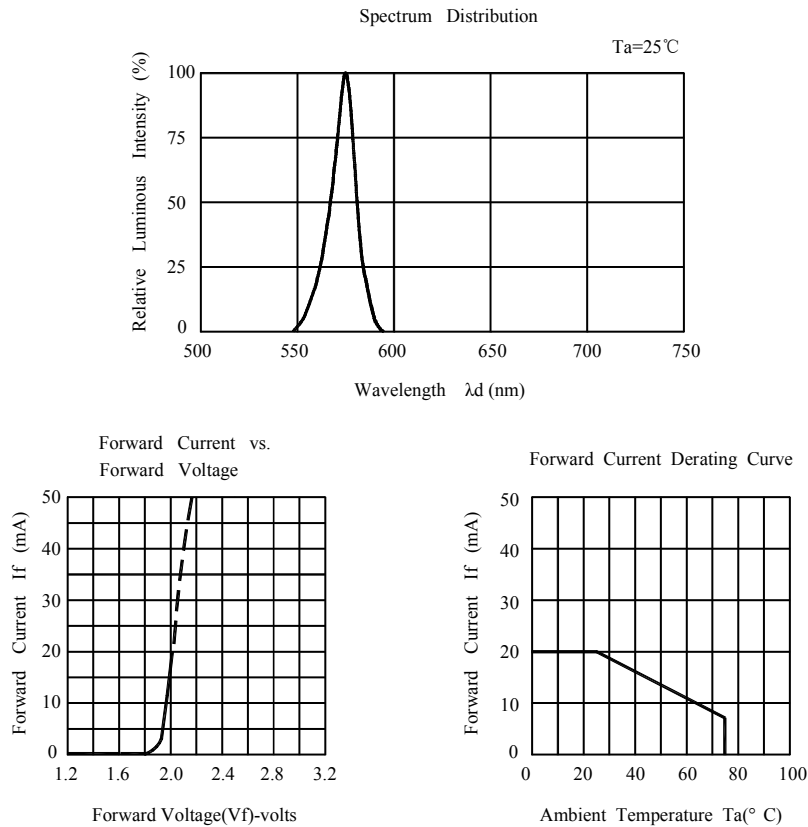 Spectrum Distribution
Ta=25℃
Relative Luminous Intensity (%)
100
75
50
25
0
500 550 600 650 700 750
Wavelength λd (nm)
Forward Current vs.
Forward Voltage
Forward Current If (mA)
50
40
30
20
10
0
1.2 1.6 2.0 2.4 2.8 3.2
Forward Voltage(Vf)-volts
Forward Current Derating Curve
Forward Current If (mA)
50
40
30
20
10
0
0 20 40 60 80 100
Ambient Temperature Ta(° C)